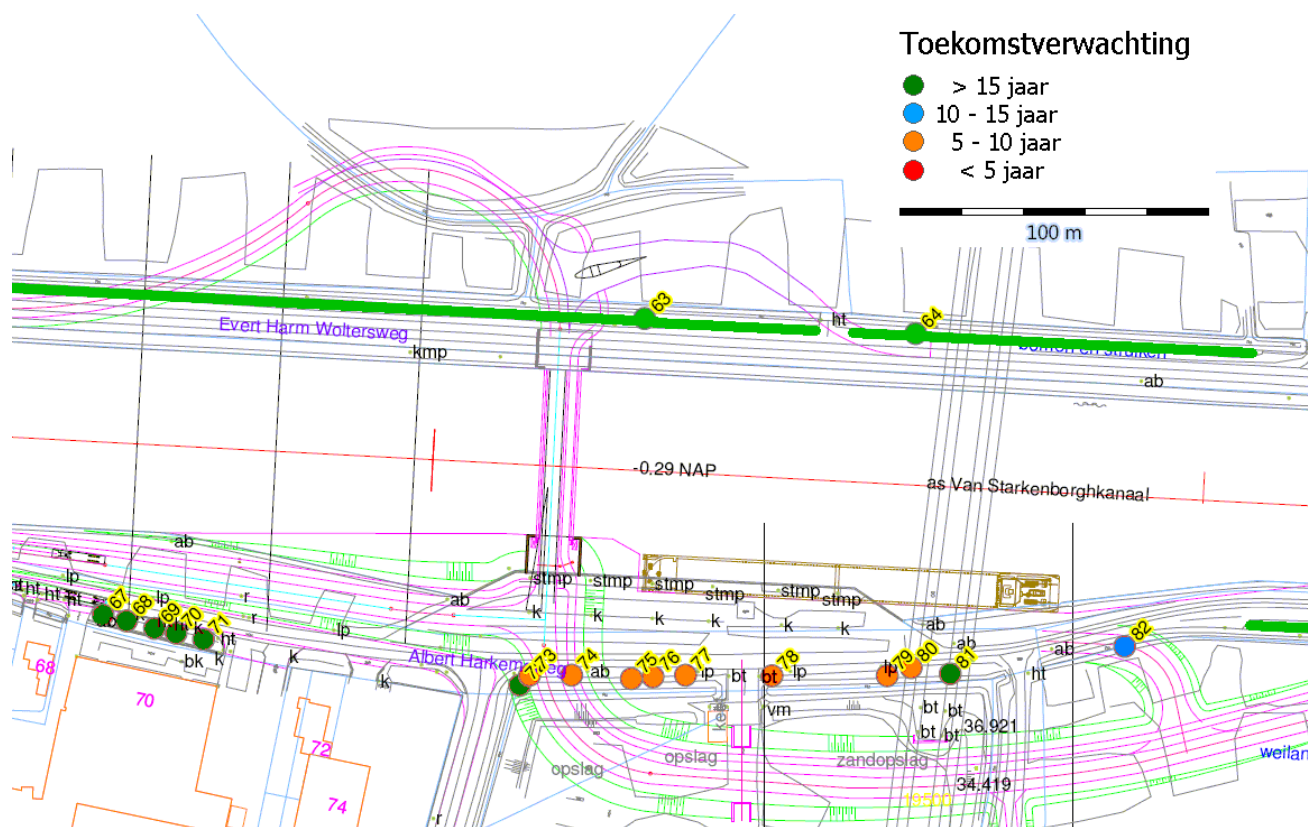 Toekomstverwachting
> 15 jaar
10 - 15 jaar
5 - 10 jaar
< 5 jaar
100 m
63
64
ht
Evert Harm Woltersweg
kmp
bomen en struiken
ab
-0.29 NAP
as Van Starkenborghkanaal
ab
stmp
stmp
stmp
stmp
stmp
stmp
lp
ht
ht
ht
67
68
69
70
71
lp
r
r
ab
lp
k
k
k
k
k
k
k
ht
ab
ab
ab
82
bk
k
k
k
68
70
72
74
73
74
75
76
77
78
79
80
81
ab
lp
bt
bt
lp
lp
ht
vm
bt
bt
bt
bt
36.921
opslag
opslag
zandopslag
34.419
19500
r